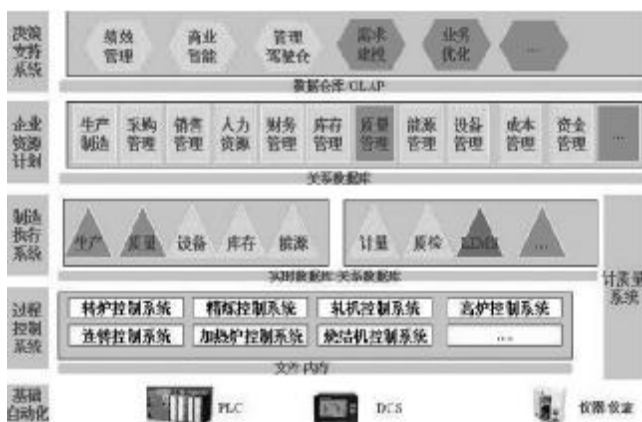 决策
支持
系统
绩效
管理
商业
智能
管理
驾驶仓
需求
建模
业务
优化
...
数据仓库/OLAP
企业
资源
计划
生产
制造
采购
管理
销售
管理
人力
资源
财务
管理
库存
管理
质量
管理
能源
管理
设备
管理
成本
管理
资金
管理
...
关系数据库
制造
执行
系统
生产
质量
设备
库存
能源
计量
质检
LIMS
...
实时数据库/关系数据库
计质量
系统
过程
控制
系统
转炉控制系统
精炼控制系统
轧机控制系统
高炉控制系统
连铸控制系统
加热炉控制系统
烧结机控制系统
....
文件/内存
基础
自动化
PLC
DCS
仪器/仪表